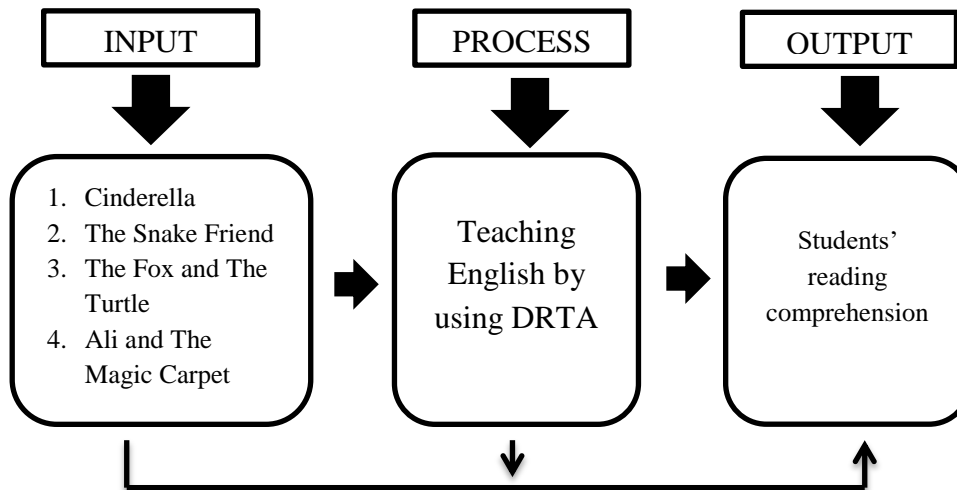 INPUT
PROCESS
OUTPUT
1. Cinderella
2. The Snake Friend
3. The Fox and The
Turtle
4. Ali and The
Magic Carpet
Teaching
English by
using DRTA
Students’
reading
comprehension